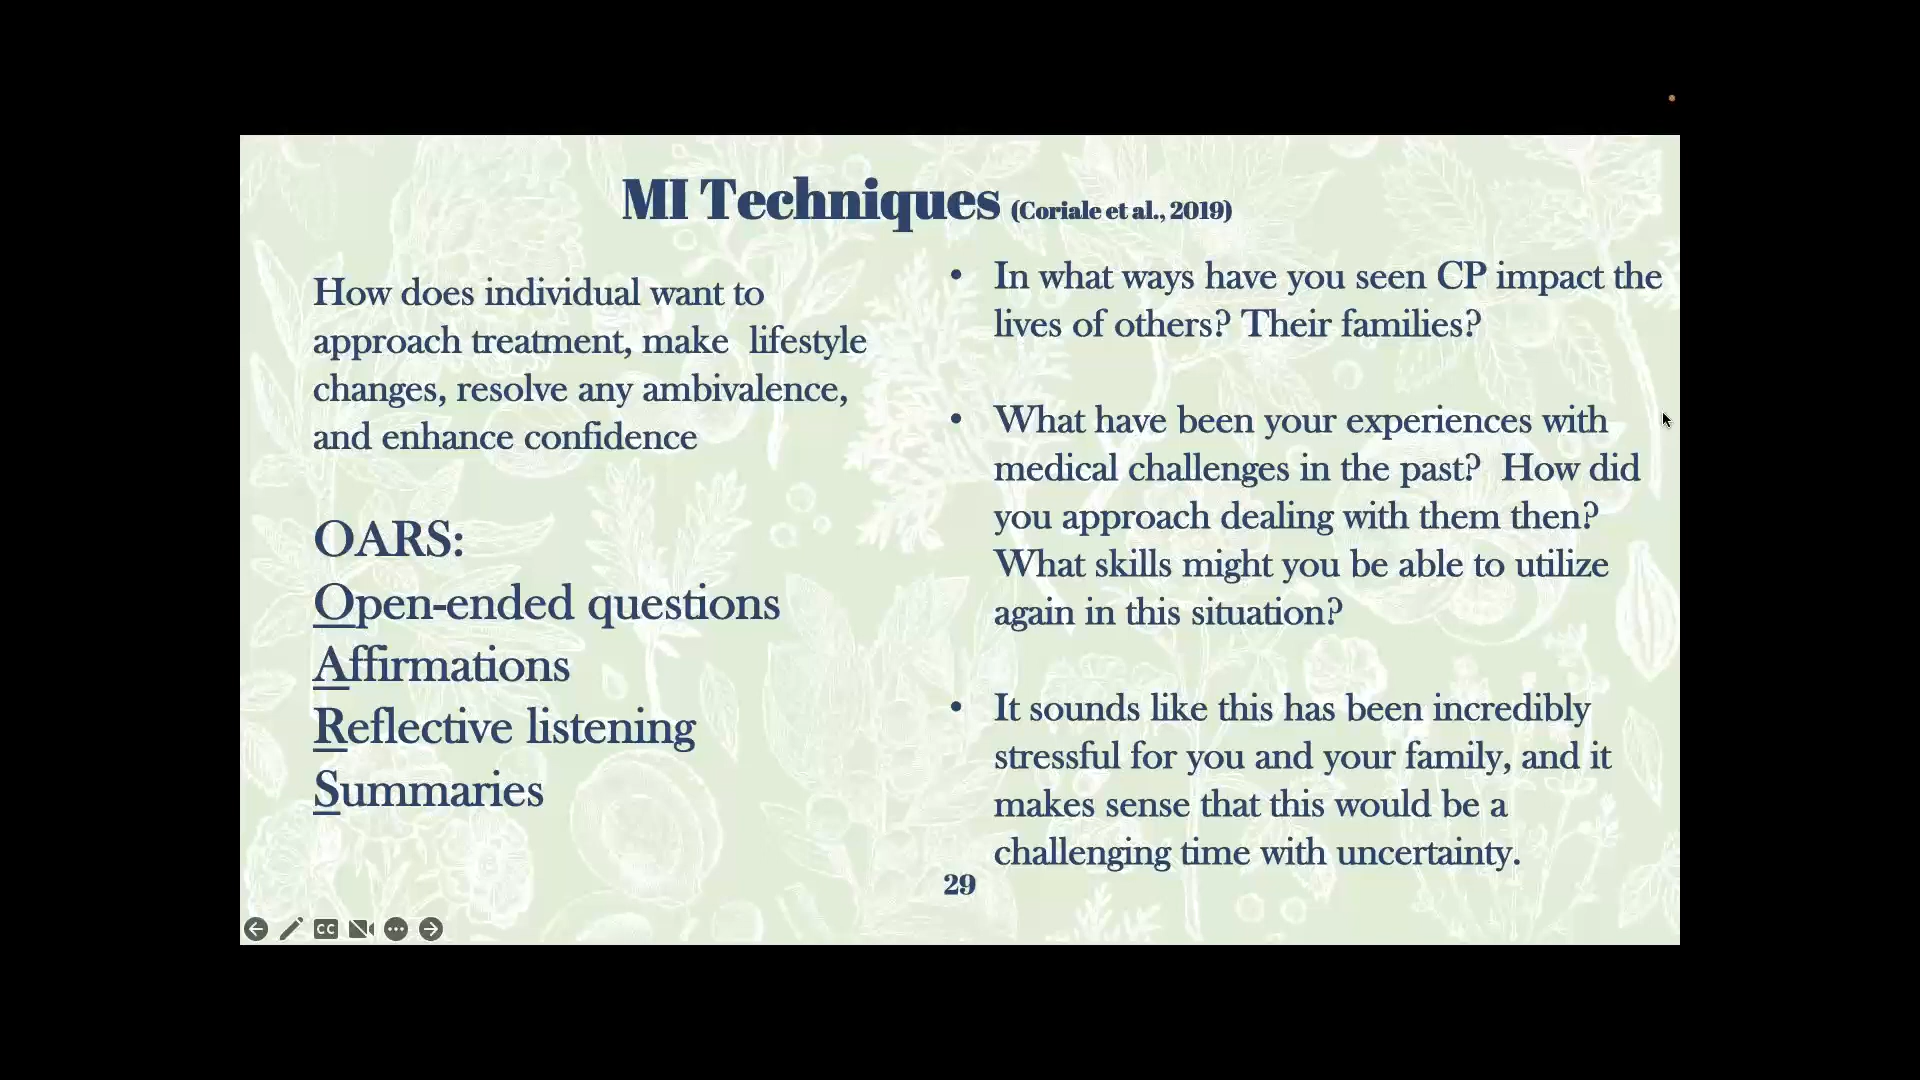 MI Techniques (Coriale et al., 2019)
How does individual want to
approach treatment, make  lifestyle
changes, resolve any ambivalence,
and enhance confidence
OARS:
Open-ended questions
Affirmations
Reflective listening
Summaries
• In what ways have you seen CP impact the
lives of others? Their families?
• What have been your experiences with
medical challenges in the past?  How did
you approach dealing with them then?
What skills might you be able to utilize
again in this situation?
• It sounds like this has been incredibly
stressful for you and your family, and it
makes sense that this would be a
challenging time with uncertainty.
29
CC